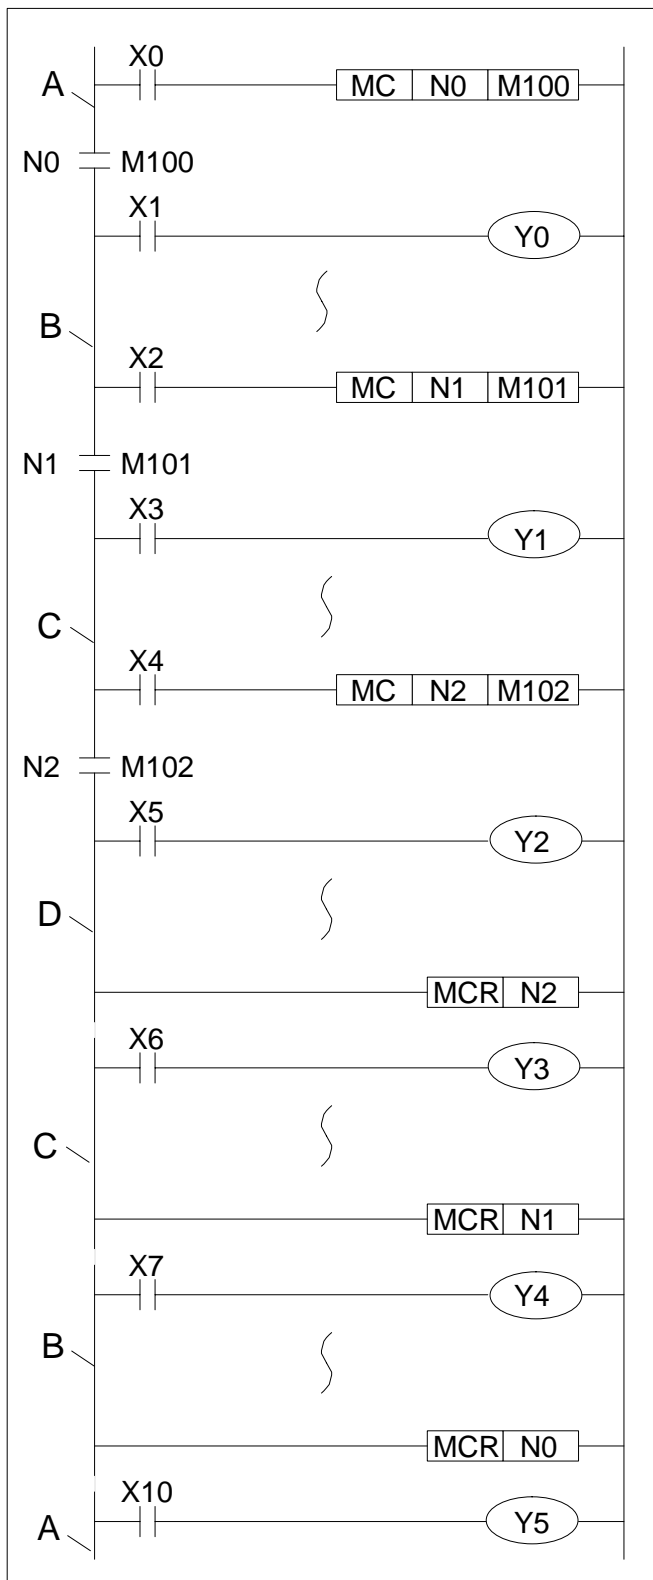 X0
A
MC N0 M100
N0 M100
X1
Y0
B
X2
MC N1 M101
N1 M101
X3
Y1
C
X4
MC N2 M102
N2 M102
X5
Y2
D
MCR N2
X6
Y3
C
MCR N1
X7
Y4
B
MCR N0
X10
Y5
A